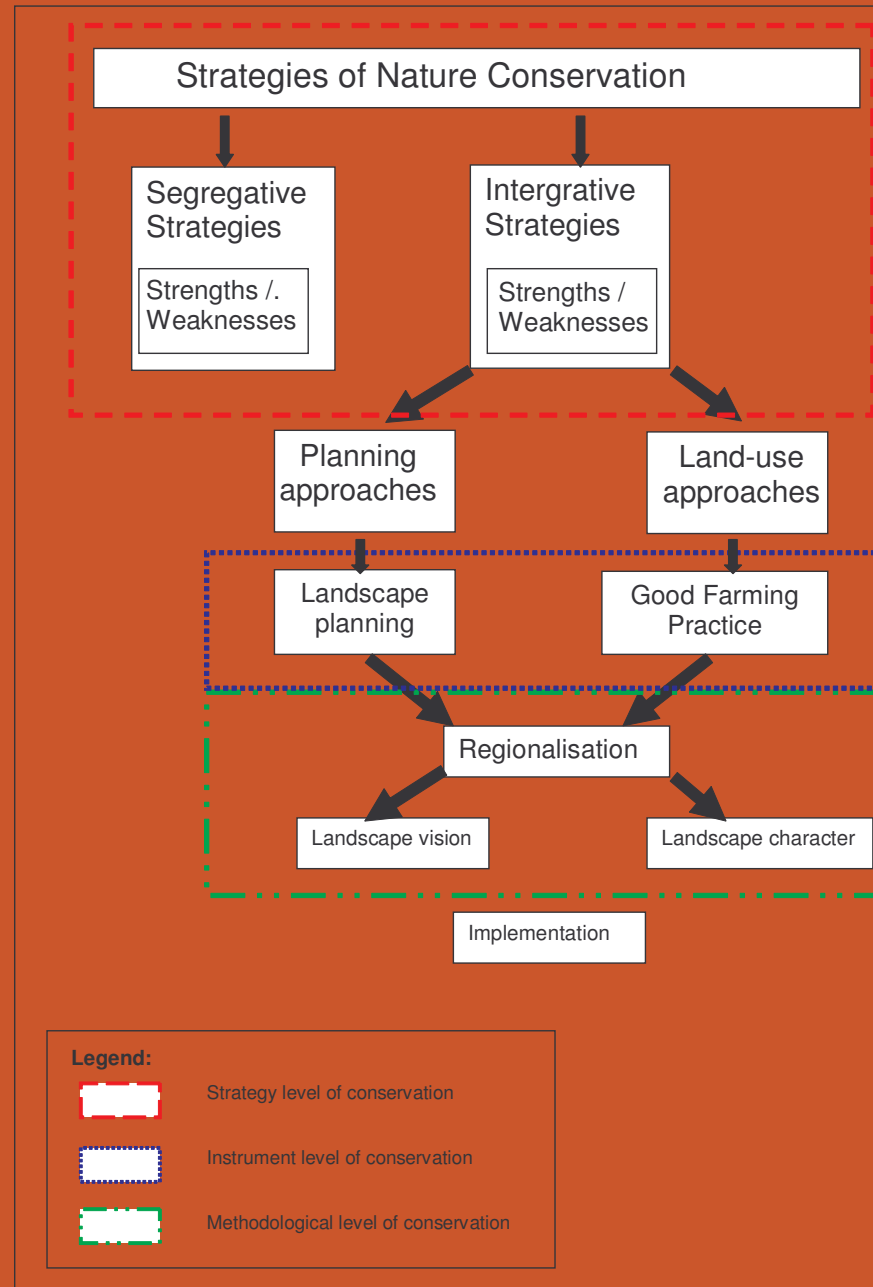 Strategies of Nature Conservation
Segregative
Strategies
Strengths /.
Weaknesses
Intergrative
Strategies
Strengths /
Weaknesses
Planning
approaches
Land-use
approaches
Landscape
planning
Good Farming
Practice
Regionalisation
Landscape vision
Landscape character
Implementation
Legend:
Strategy level of conservation
Instrument level of conservation
Methodological level of conservation